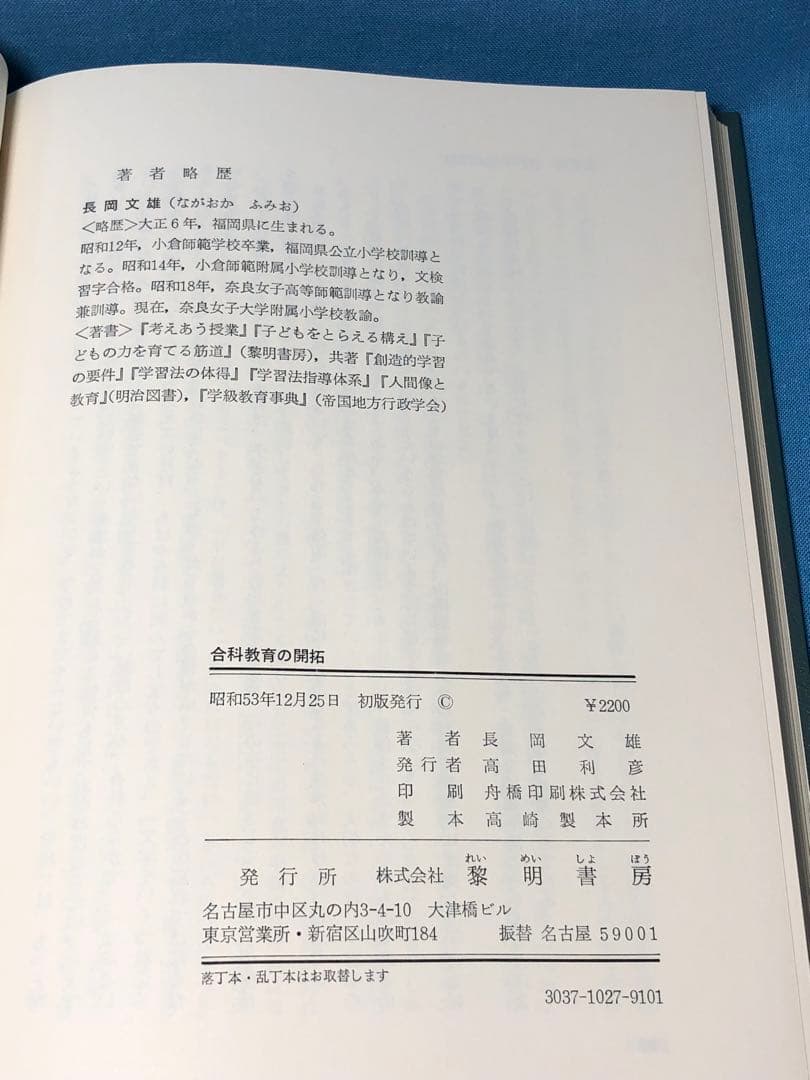 著者略歴
長岡文雄(ながおか ふみお)
<略歴>大正6年，福岡県に生まれる。
昭和12年，小倉師範学校卒業，福岡県公立小学校訓導と
なる。昭和14年，小倉師範附属小学校訓導となり，文検
習字合格。昭和18年，奈良女子高等師範訓導となり教諭
兼訓導。現在，奈良女子大学附属小学校教諭。
<著書>『考えあう授業』『子どもをとらえる構え』『子
どもの力を育てる筋道』(黎明書房)，共著『創造的学習
の要件』『学習法の体得』『学習法指導体系』『人間像と
教育』(明治図書)，『学級教育事典』(帝国地方行政学会)
合科教育の開拓
昭和53年12月25日 初版発行 © ¥2200
著者 長岡文雄
発行者 高田利彦
印刷 舟橋印刷株式会社
製本 高崎製本所
れい めい しょ ぼう
発行所 株式会社 黎明書房
名古屋市中区丸の内3-4-10 大津橋ビル
東京営業所・新宿区山吹町184 振替 名古屋 59001
落丁本・乱丁本はお取替します
3037-1027-9101